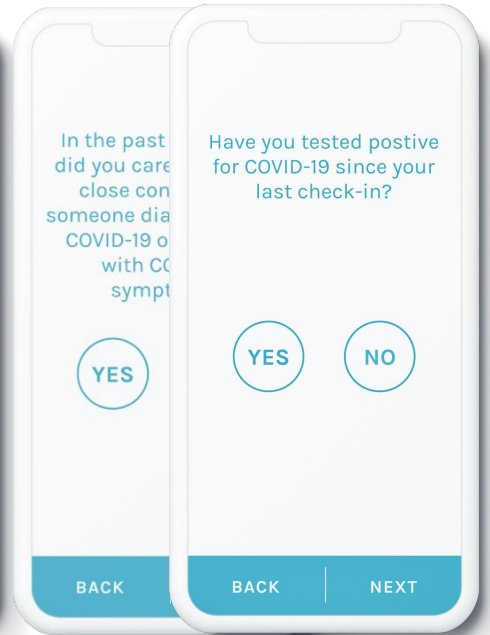 In the past
did you care
close con
someone dia
COVID-19 o
with CO
sympt
YES
BACK
Have you tested postive
for COVID-19 since your
last check-in?
YES NO
BACK NEXT